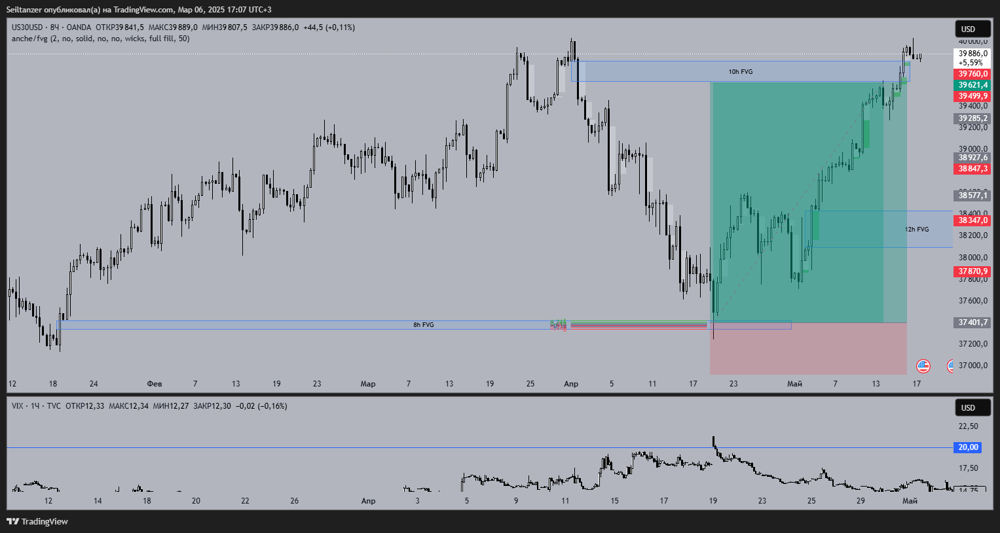 Seiltanzer опубликовал(а) на TradingView.com, Мар 06, 2025 17:07 UTC+3
US30USD · 8Ч · OANDA ОТКР39 841,5 МАКС39 889,0 МИН39 807,5 ЗАКР39 886,0 +44,5 (+0,11%)
anche/fvg (2, no, solid, no, no, wicks, full fill, 50)
USD
40 000,0
39 886,0
+5,59%
39 760,0
39 621,4
39 499,9
39 400,0
39 285,2
39 200,0
39 000,0
38 927,6
38 847,3
38 577,1
38 400,0
38 347,0
38 200,0
38 000,0
37 870,9
37 800,0
37 600,0
37 401,7
37 200,0
37 000,0
10h FVG
12h FVG
8h FVG
12 18 24 Фев 7 13 19 23 Мар 7 13 19 25 Апр 5 11 17 23 Май 7 13 17
VIX · 1Ч · TVC ОТКР12,33 МАКС12,34 МИН12,27 ЗАКР12,30 −0,02 (−0,16%)
USD
22,50
20,00
17,50
14,75
12 14 18 20 22 26 Апр 3 5 9 11 15 17 19 23 25 29 Май
TradingView